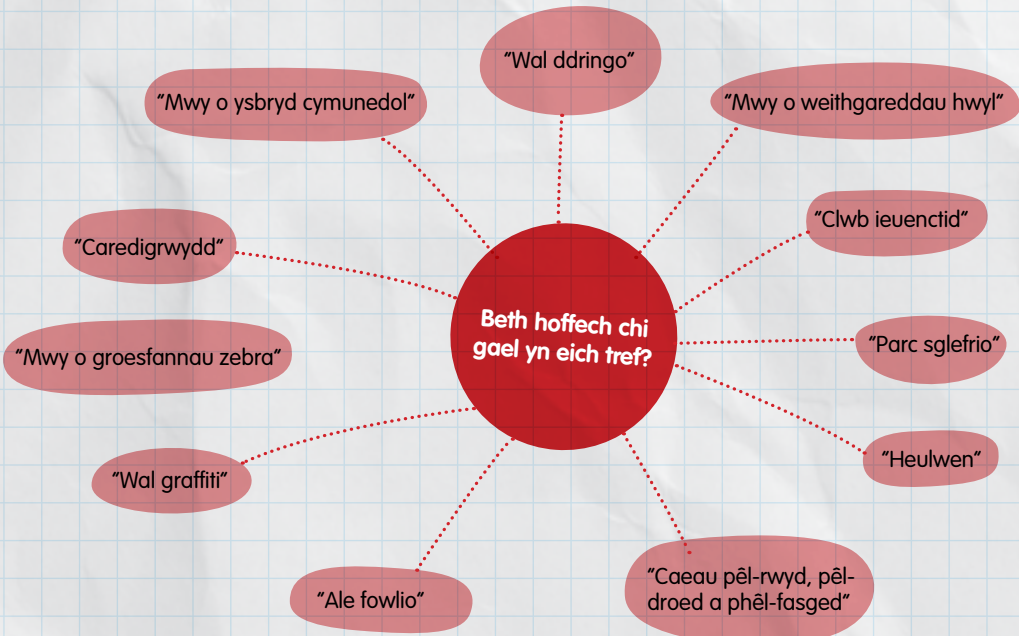 "Wal ddringo"
"Mwy o ysbryd cymunedol"
"Mwy o weithgareddau hwyl"
"Clwb ieuenctid"
"Caredigrwydd"
Beth hoffech chi
gael yn eich tref?
"Mwy o groesfannau zebra"
"Parc sglefrio"
"Heulwen"
"Wal graffiti"
"Ale fowlio"
"Caeau pêl-rwyd, pêl-
droed a phêl-fasged"